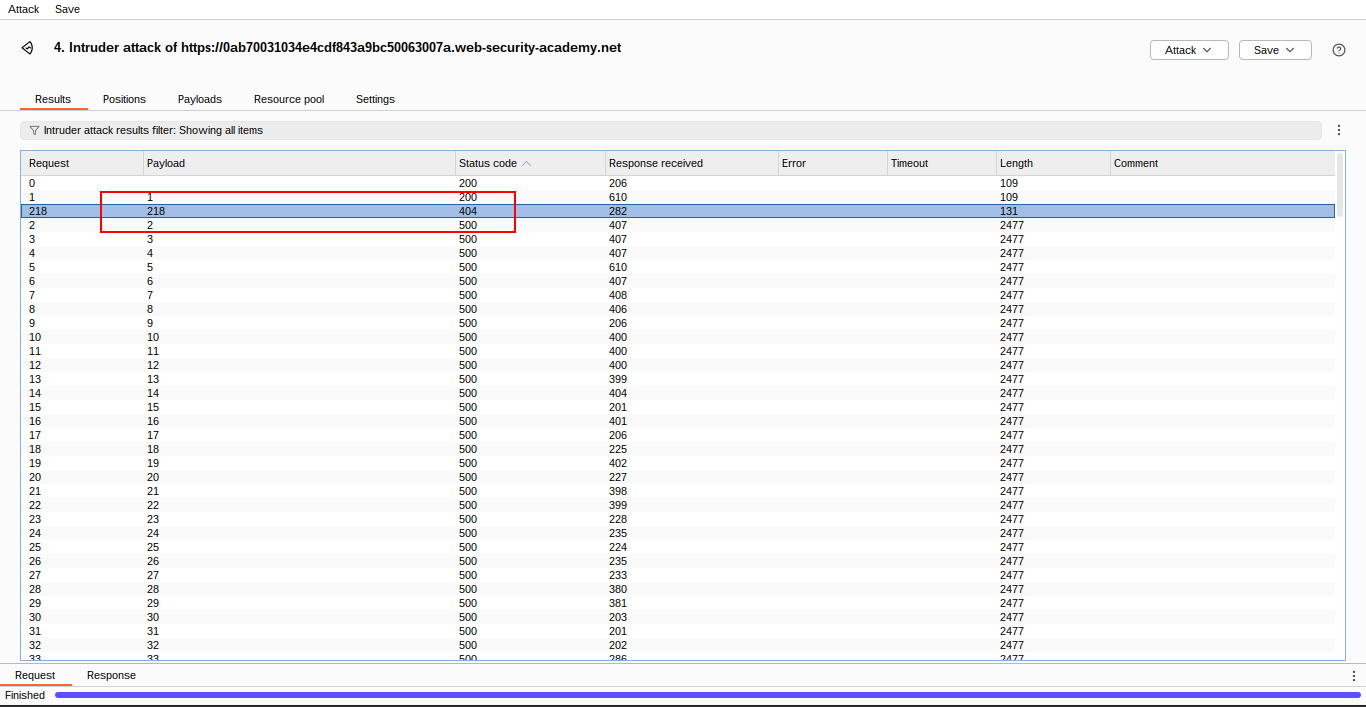 Attack Save
4. Intruder attack of https://0ab70031034e4cdf843a9bc50063007a.web-security-academy.net
Attack Save
Results Positions Payloads Resource pool Settings
Intruder attack results filter: Showing all items
Request Payload Status code Response received Error Timeout Length Comment
0 200 206 109
1 1 200 610 109
218 218 404 282 131
2 2 500 407 2477
3 3 500 407 2477
4 4 500 407 2477
5 5 500 610 2477
6 6 500 407 2477
7 7 500 408 2477
8 8 500 406 2477
9 9 500 206 2477
10 10 500 400 2477
11 11 500 400 2477
12 12 500 400 2477
13 13 500 399 2477
14 14 500 404 2477
15 15 500 201 2477
16 16 500 401 2477
17 17 500 206 2477
18 18 500 225 2477
19 19 500 402 2477
20 20 500 227 2477
21 21 500 398 2477
22 22 500 399 2477
23 23 500 228 2477
24 24 500 235 2477
25 25 500 224 2477
26 26 500 235 2477
27 27 500 233 2477
28 28 500 380 2477
29 29 500 381 2477
30 30 500 203 2477
31 31 500 201 2477
32 32 500 202 2477
33 33 500 286 2477
Request Response
Finished